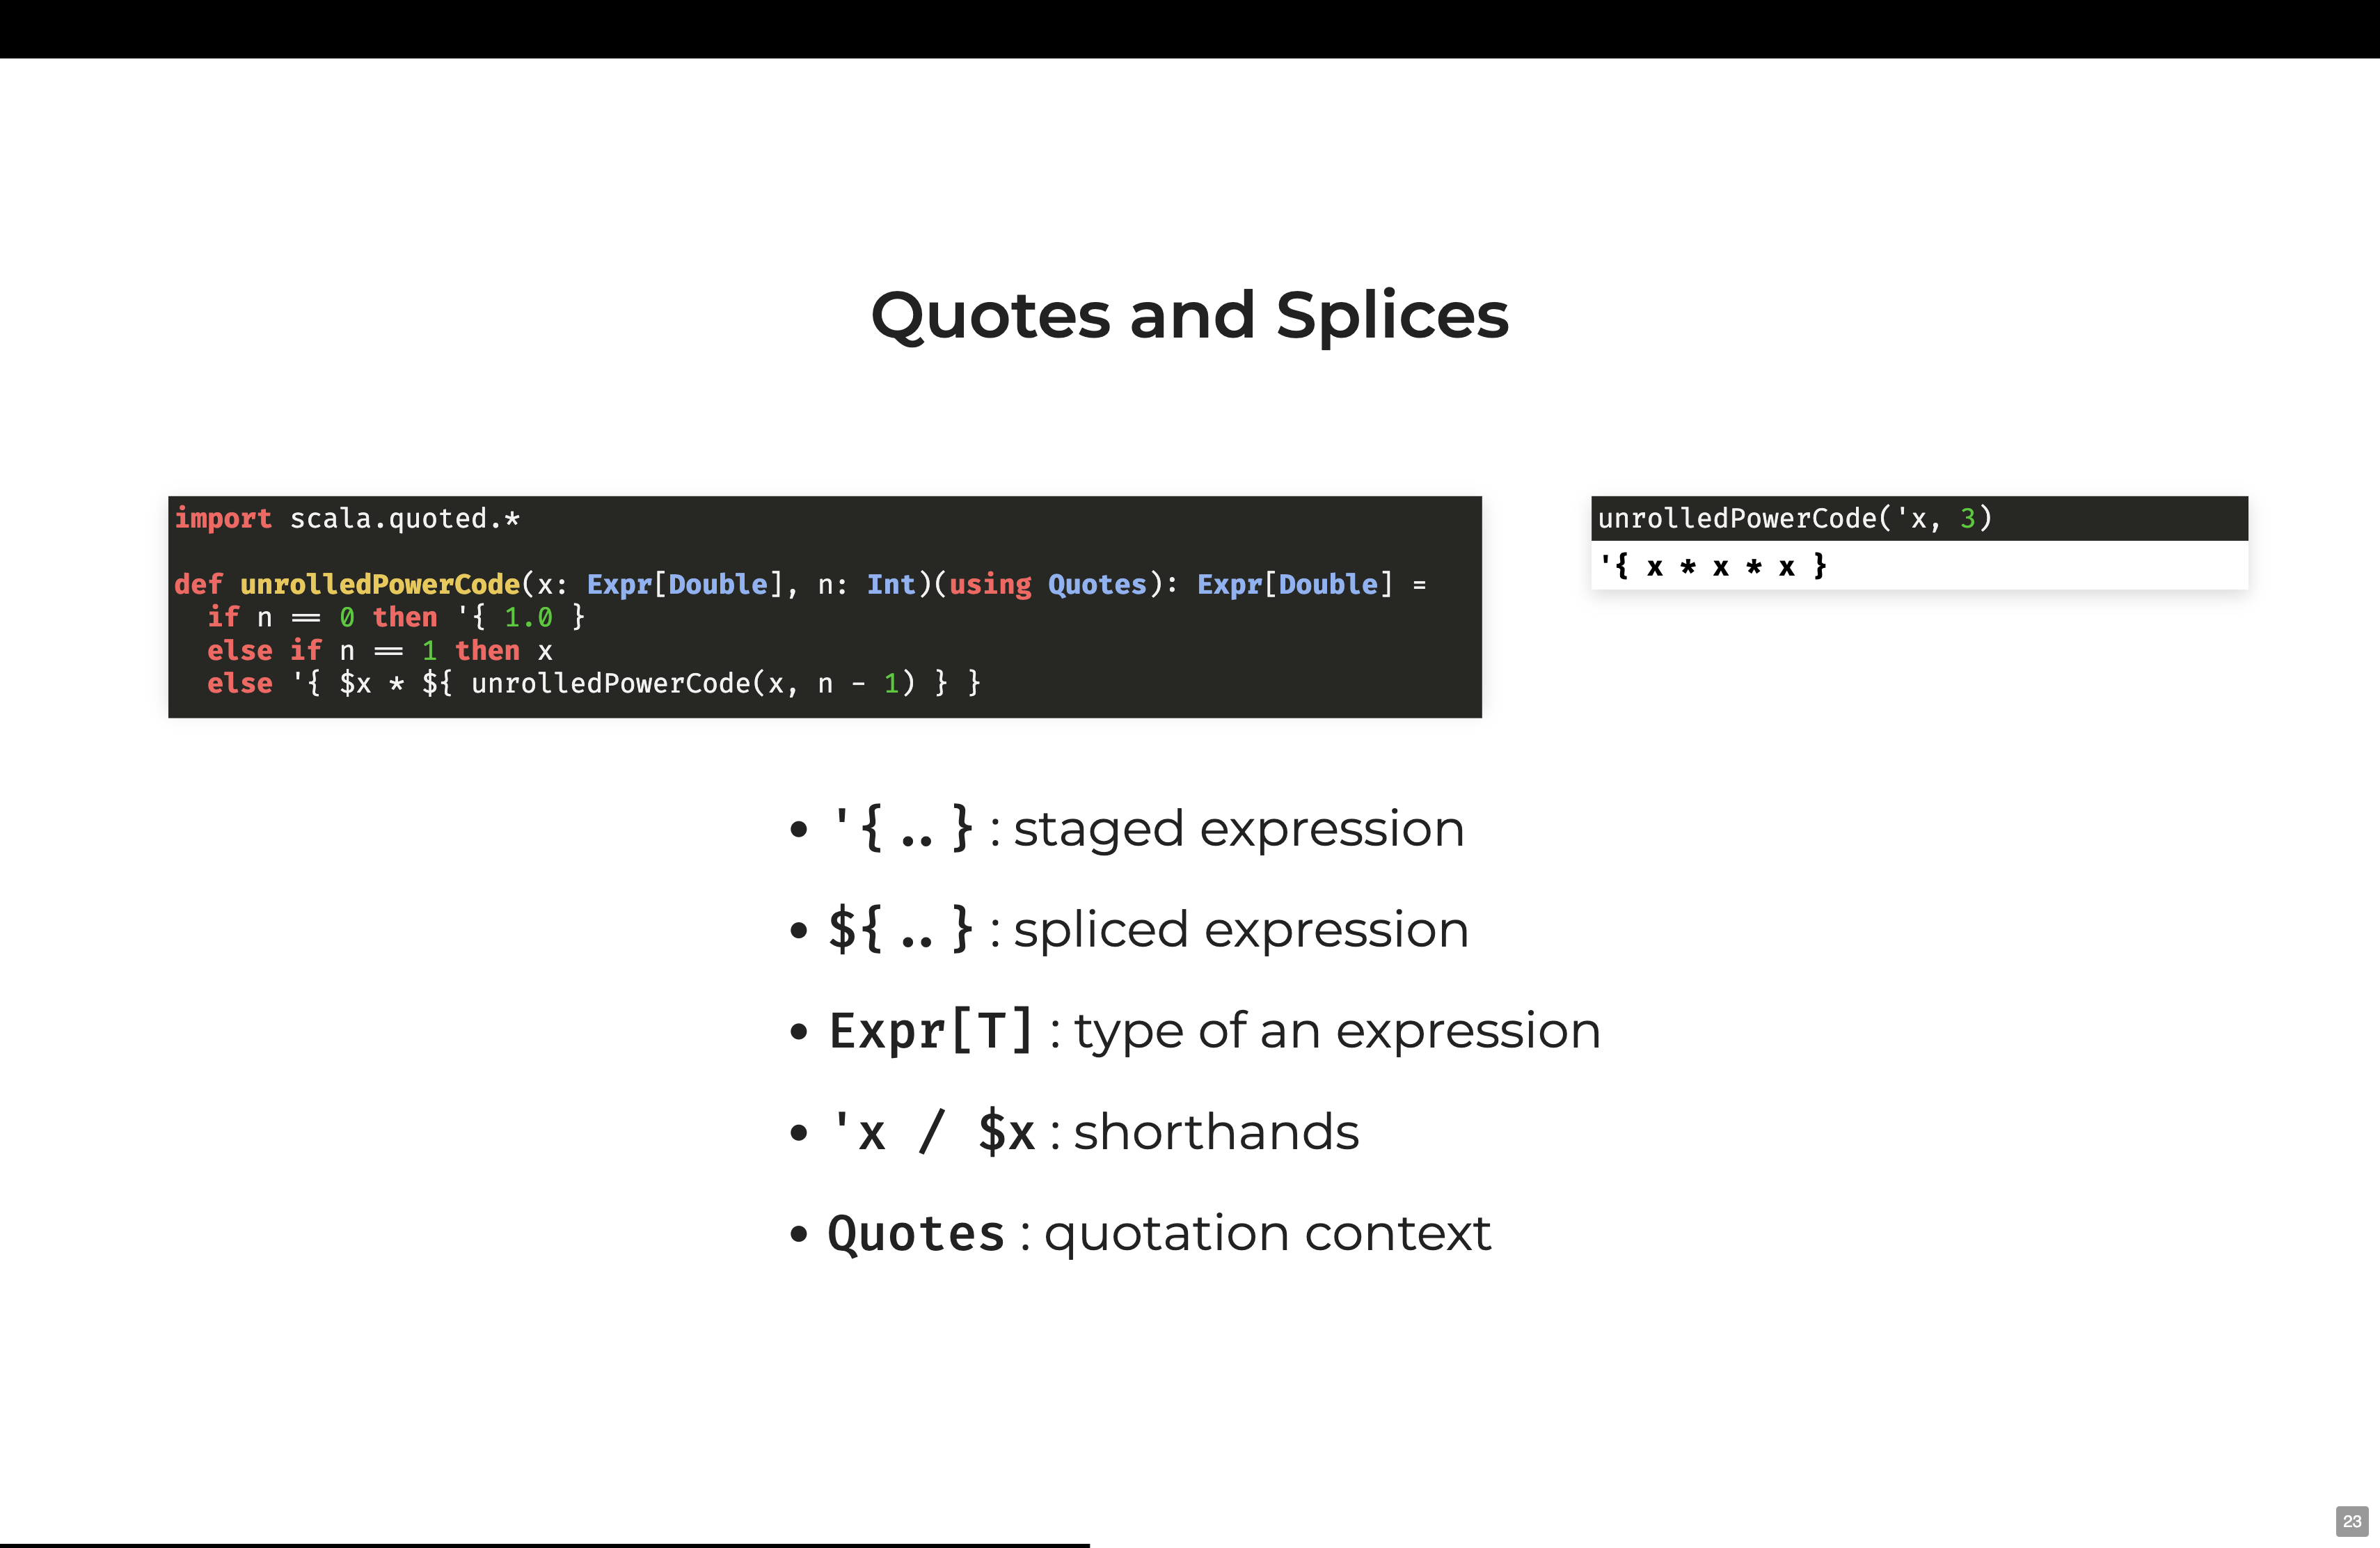 Quotes and Splices
import scala.quoted.*
def unrolledPowerCode(x: Expr[Double], n: Int)(using Quotes): Expr[Double] =
  if n == 0 then '{ 1.0 }
  else if n == 1 then x
  else '{ $x * ${ unrolledPowerCode(x, n - 1) } }
unrolledPowerCode('x, 3)
'{ x * x * x }
• '{ .. } : staged expression
• ${ .. } : spliced expression
• Expr[T] : type of an expression
• 'x / $x : shorthands
• Quotes : quotation context
23